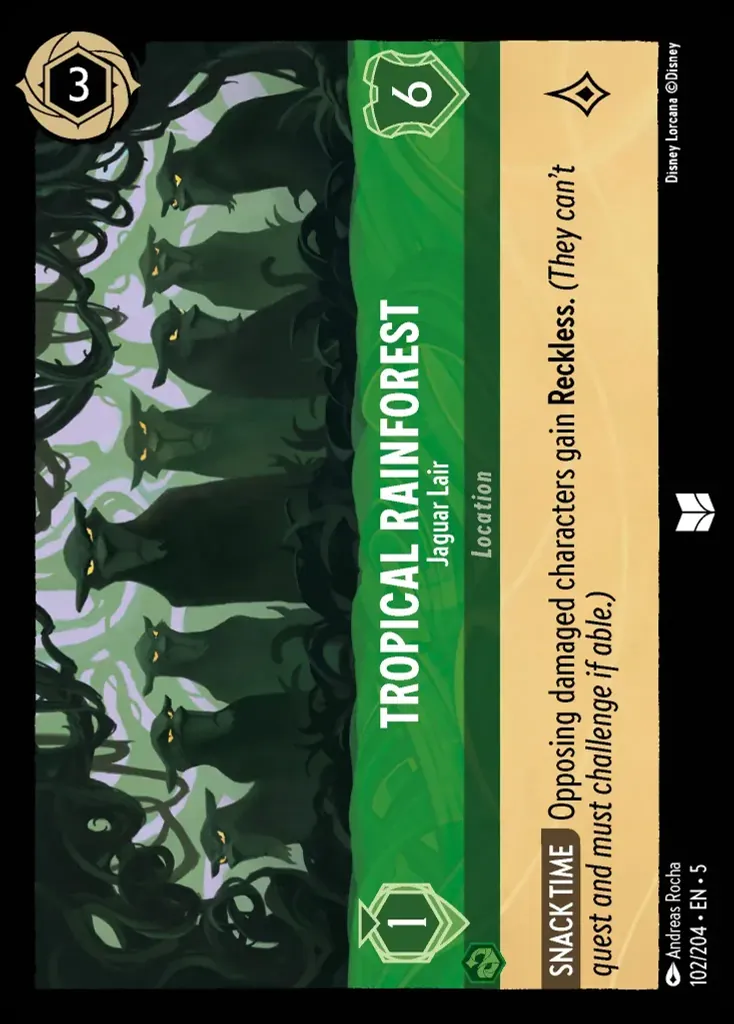 3
6
TROPICAL RAINFOREST
Jaguar Lair
1
Location
SNACK TIME Opposing damaged characters gain Reckless. (They can't
quest and must challenge if able.)
Andreas Rocha
102/204 • EN • 5
Disney Lorcana ©Disney